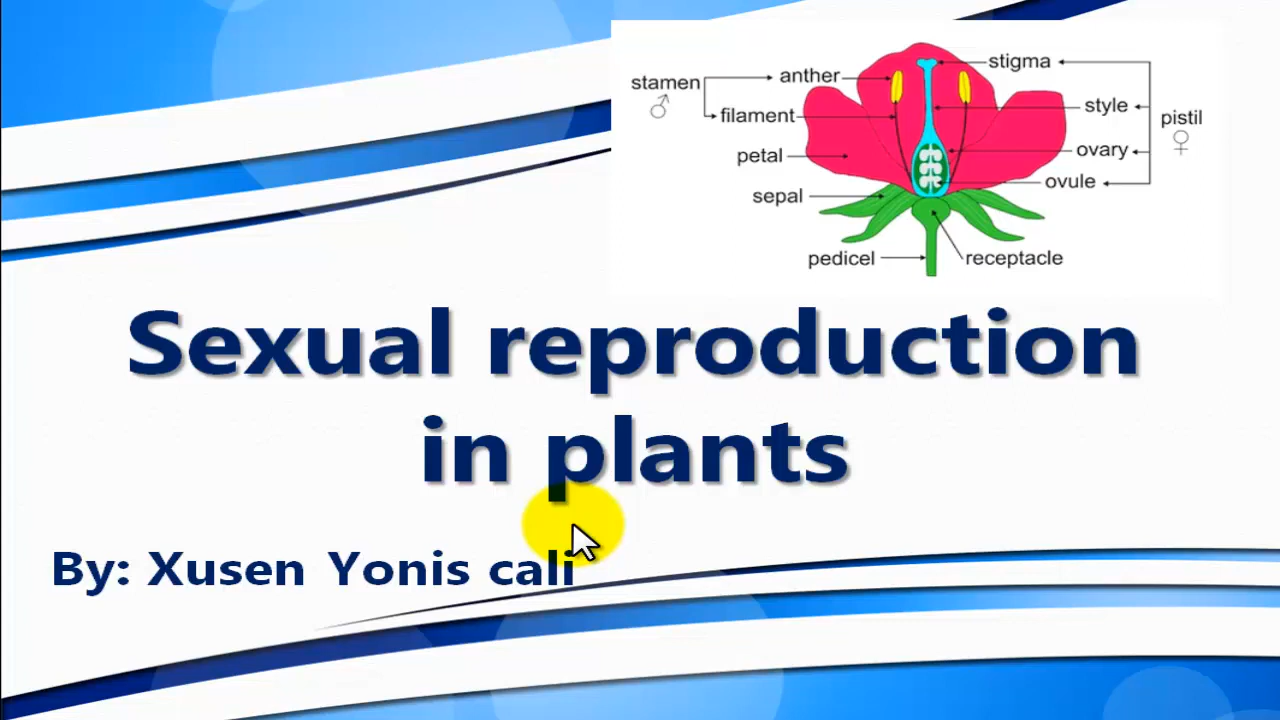 stigma
anther
stamen
style
filament
pistil
ovary
petal
ovule
sepal
pedicel
receptacle
Sexual reproduction
in plants
By: Xusen Yonis cali